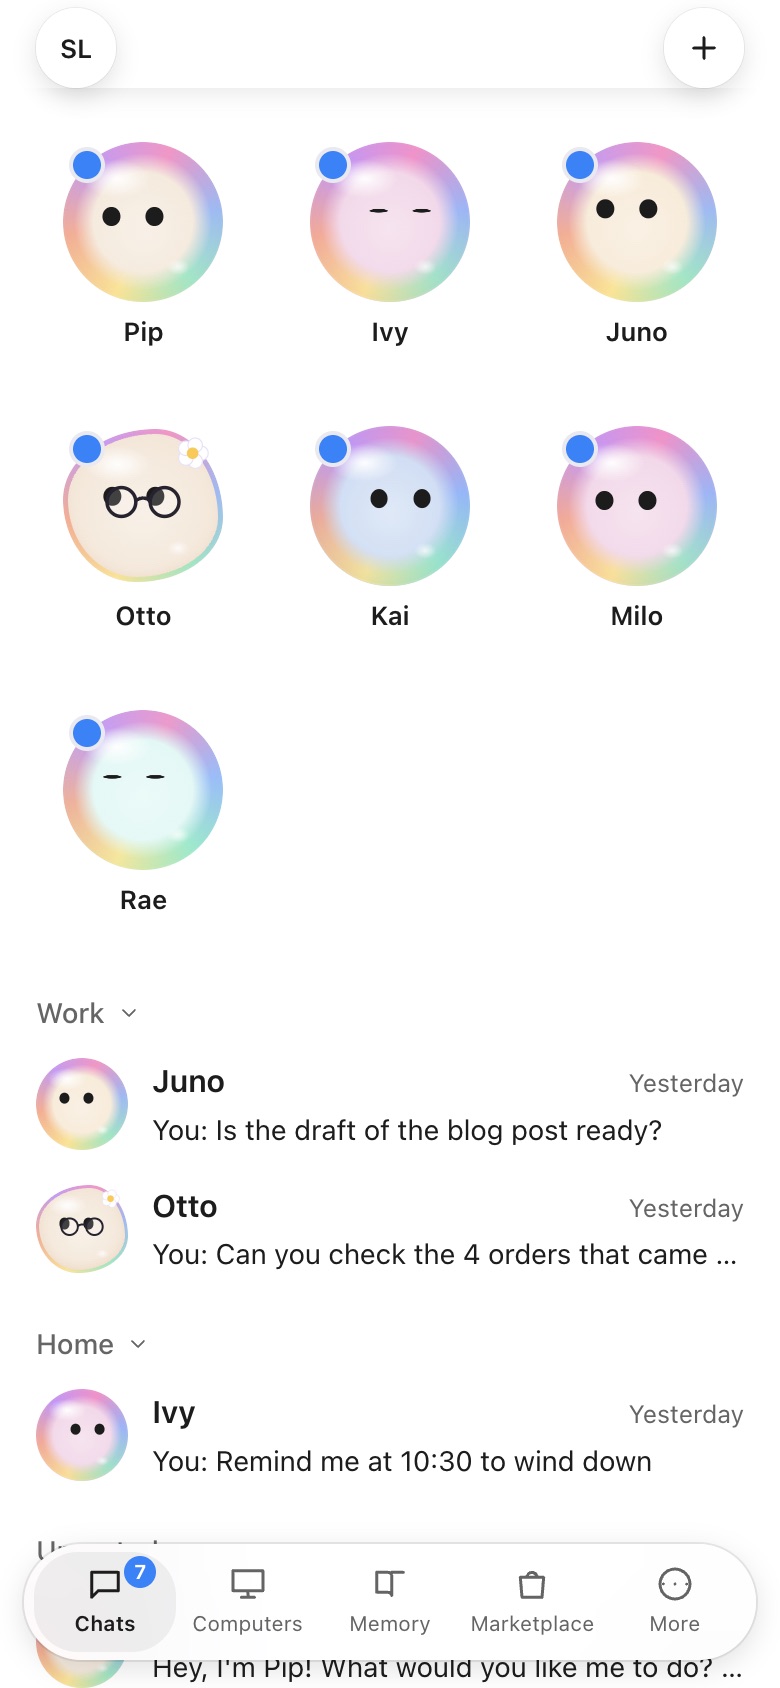 SL
Pip
Ivy
Juno
Otto
Kai
Milo
Rae
Work
Juno
Yesterday
You: Is the draft of the blog post ready?
Otto
Yesterday
You: Can you check the 4 orders that came ...
Home
Ivy
Yesterday
You: Remind me at 10:30 to wind down
Hey, I'm Pip! What would you like me to do? ...
7
Chats
Computers
Memory
Marketplace
More